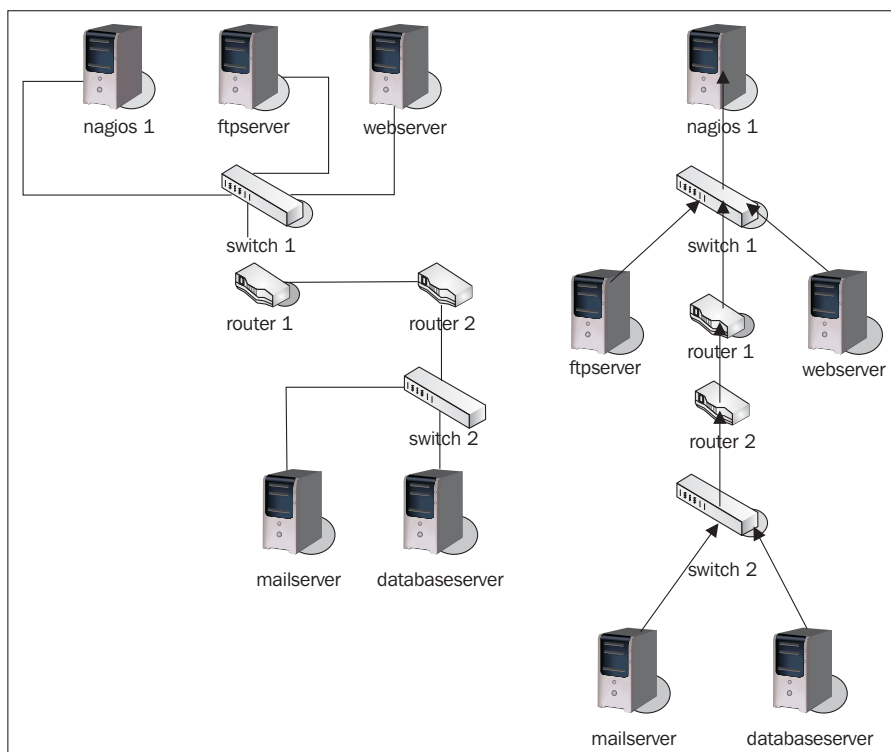 nagios 1
ftpserver
webserver
switch 1
router 1
router 2
switch 2
mailserver
databaseserver
nagios 1
switch 1
ftpserver
router 1
webserver
router 2
switch 2
mailserver
databaseserver